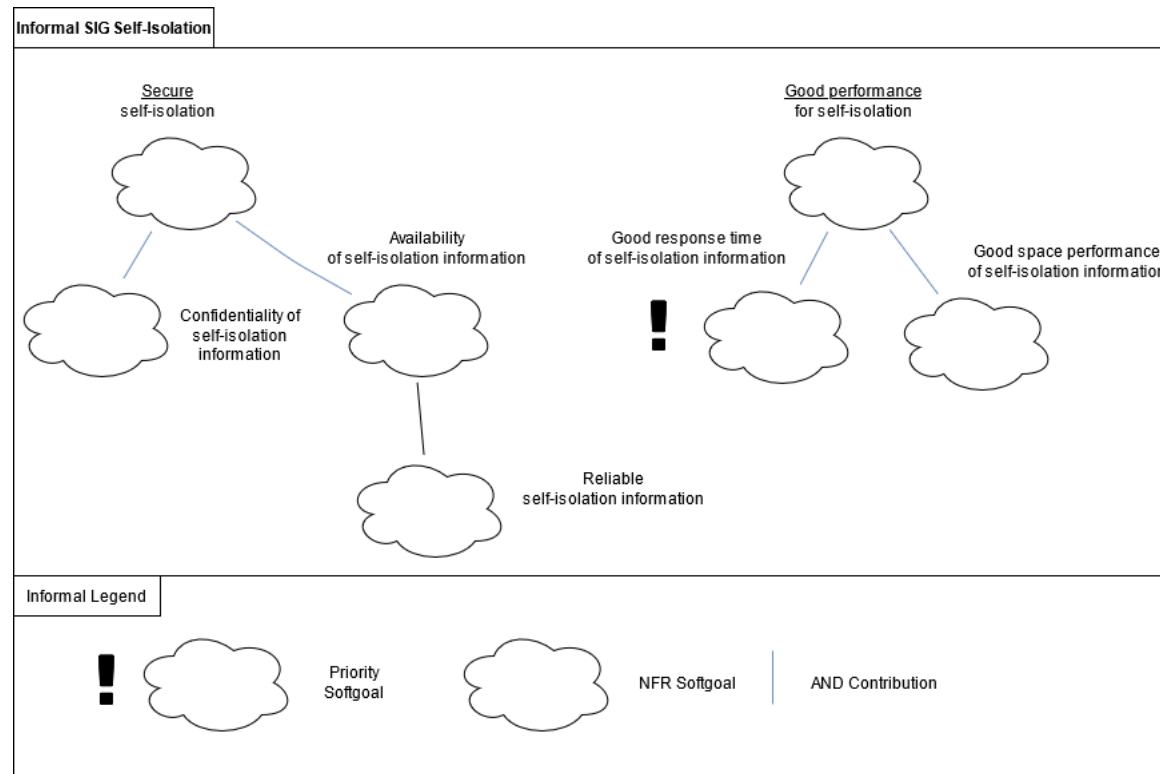 Informal SIG Self-Isolation
Secure
self-isolation
Good performance
for self-isolation
Availability
of self-isolation information
Good response time
of self-isolation information
Good space performance
of self-isolation information
Confidentiality of
self-isolation
information
!
Reliable
self-isolation information
Informal Legend
!
Priority
Softgoal
NFR Softgoal
AND Contribution